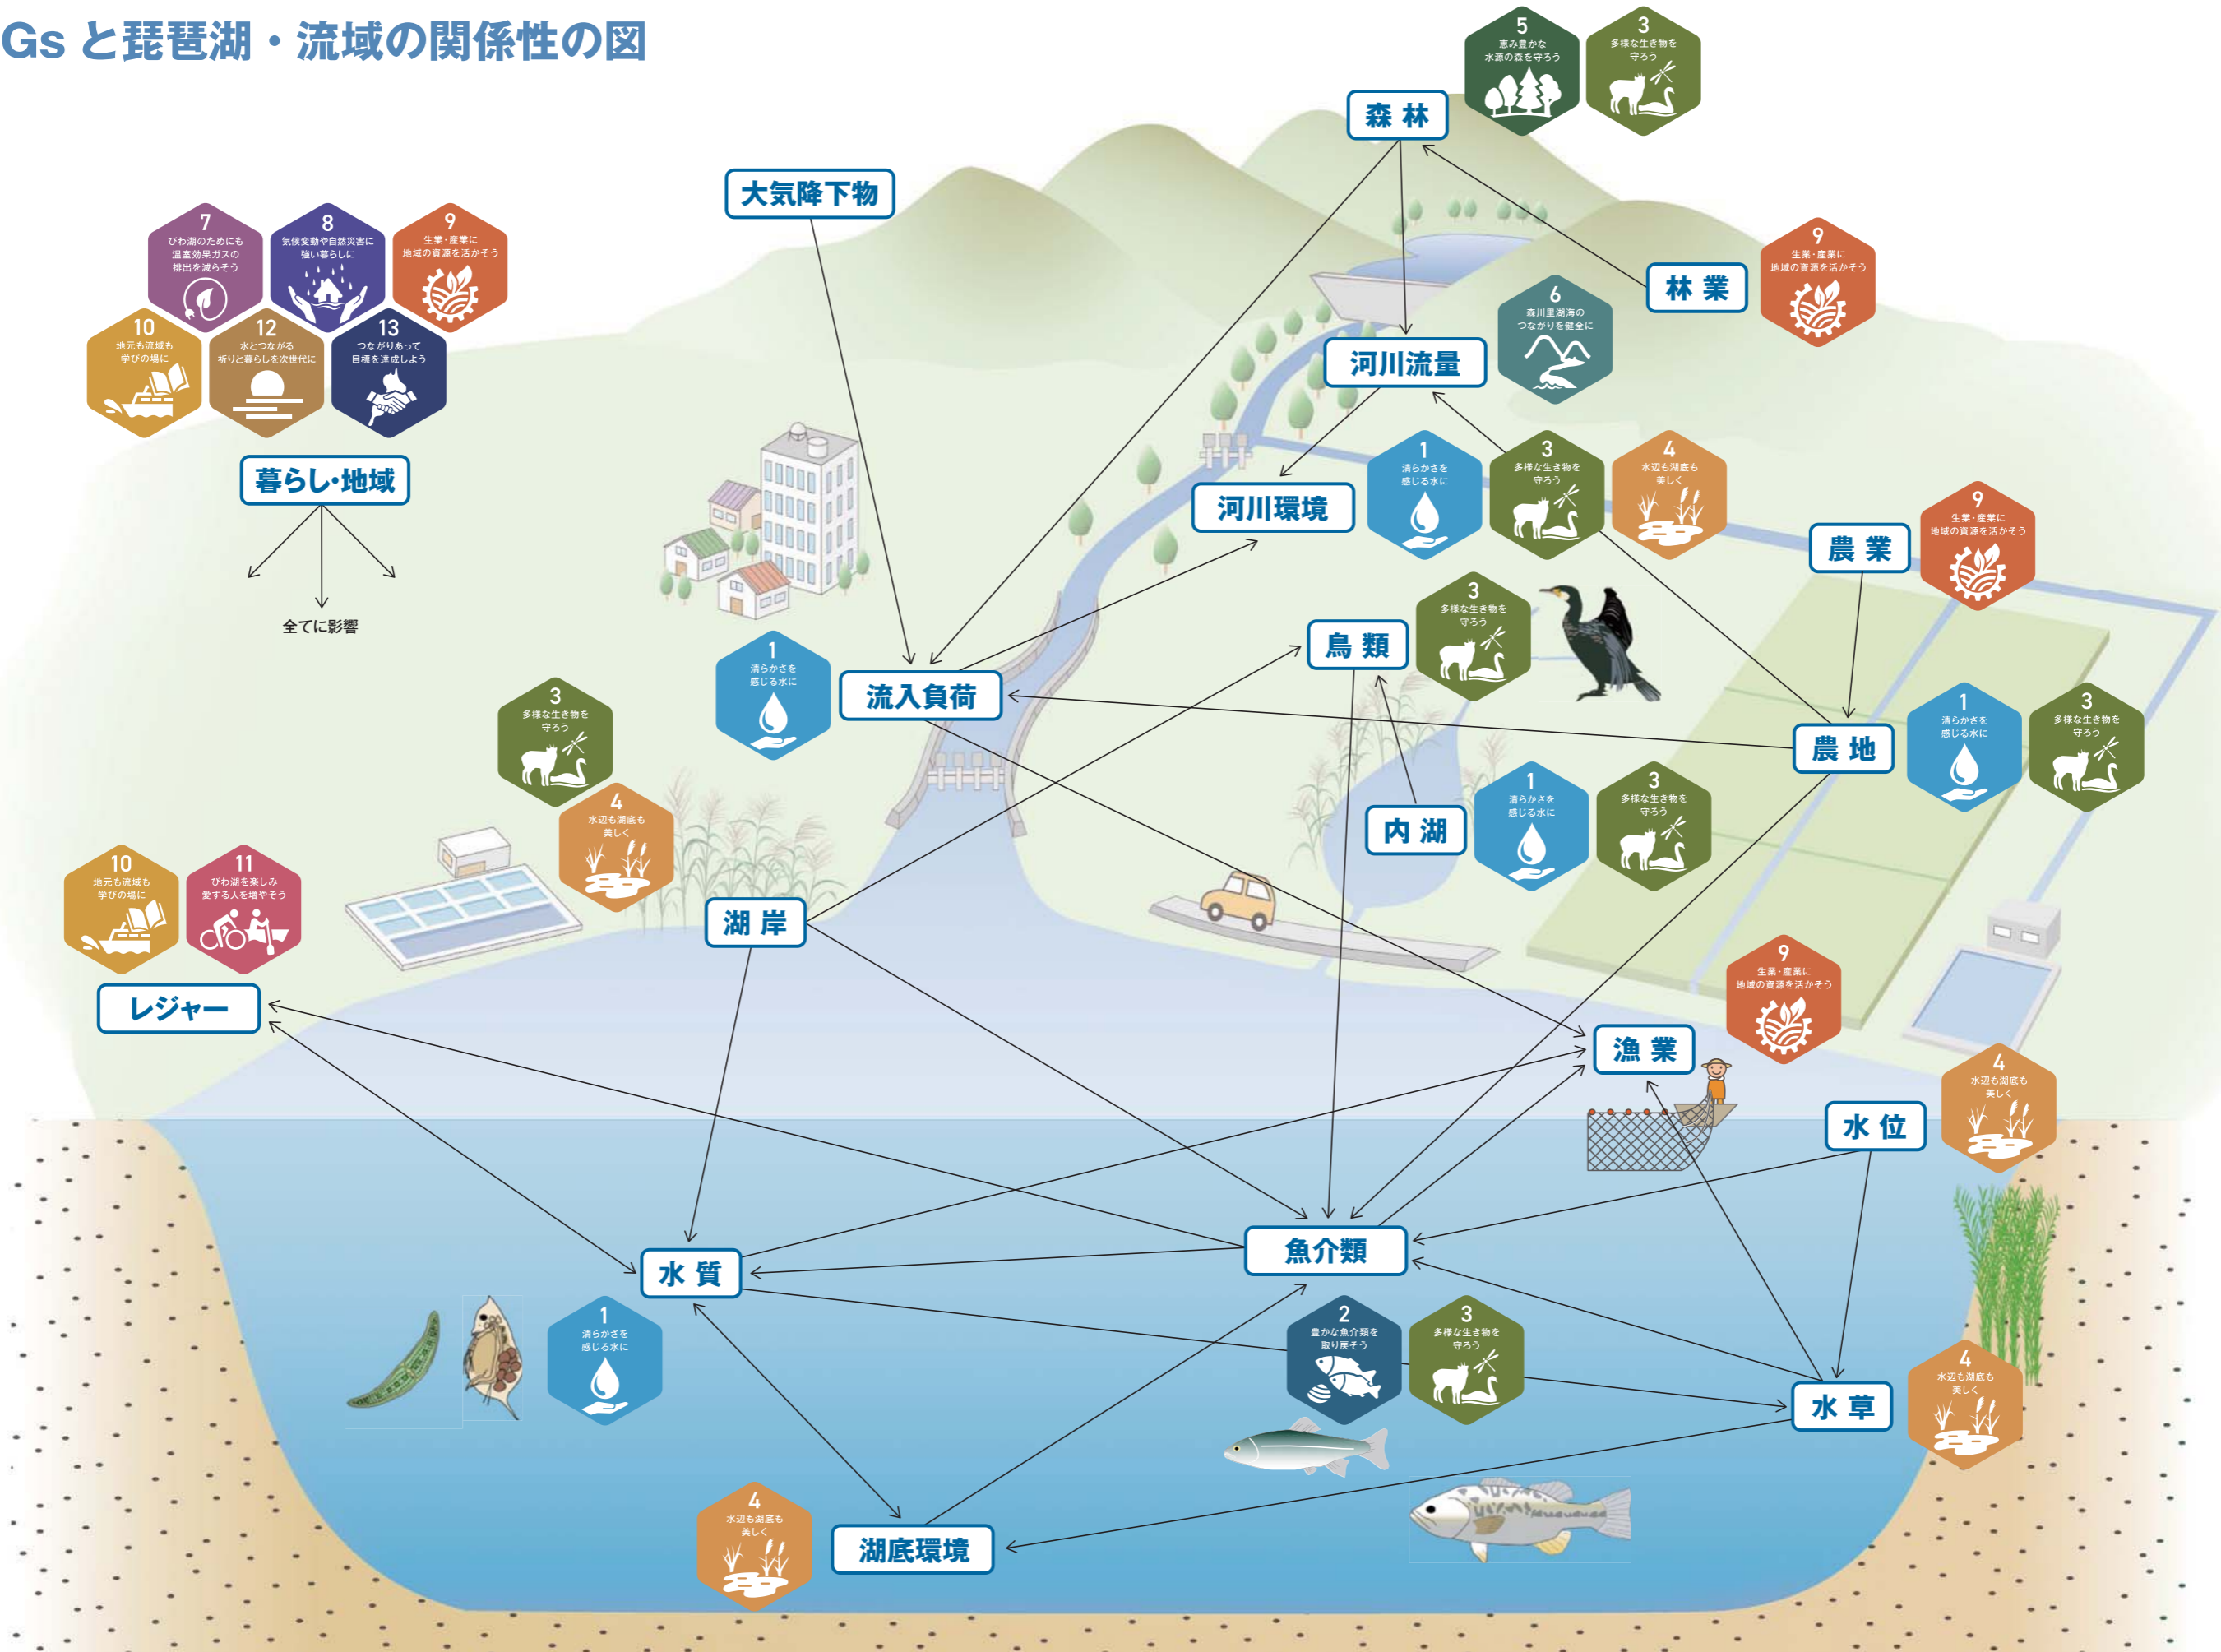 Gs と琵琶湖・流域の関係性の図
5
恵み豊かな
水源の森を守ろう
3
多様な生き物を
守ろう
森 林
大気降下物
7
びわ湖のためにも
温室効果ガスの
排出を減らそう
8
気候変動や自然災害に
強い暮らしに
9
生業・産業に
地域の資源を活かそう
10
地元も流域も
学びの場に
12
水とつながる
祈りと暮らしを次世代に
13
つながりあって
目標を達成しよう
暮らし・地域
全てに影響
林 業
9
生業・産業に
地域の資源を活かそう
河川流量
6
森川里湖海の
つながりを健全に
河川環境
1
清らかさを
感じる水に
3
多様な生き物を
守ろう
4
水辺も湖底も
美しく
農 業
9
生業・産業に
地域の資源を活かそう
鳥 類
3
多様な生き物を
守ろう
1
清らかさを
感じる水に
流入負荷
農 地
1
清らかさを
感じる水に
3
多様な生き物を
守ろう
3
多様な生き物を
守ろう
4
水辺も湖底も
美しく
湖 岸
内 湖
1
清らかさを
感じる水に
3
多様な生き物を
守ろう
10
地元も流域も
学びの場に
11
びわ湖を楽しみ
愛する人を増やそう
レジャー
漁 業
9
生業・産業に
地域の資源を活かそう
水 位
4
水辺も湖底も
美しく
水 質
1
清らかさを
感じる水に
魚介類
2
豊かな魚介類を
取り戻そう
3
多様な生き物を
守ろう
水 草
4
水辺も湖底も
美しく
4
水辺も湖底も
美しく
湖底環境